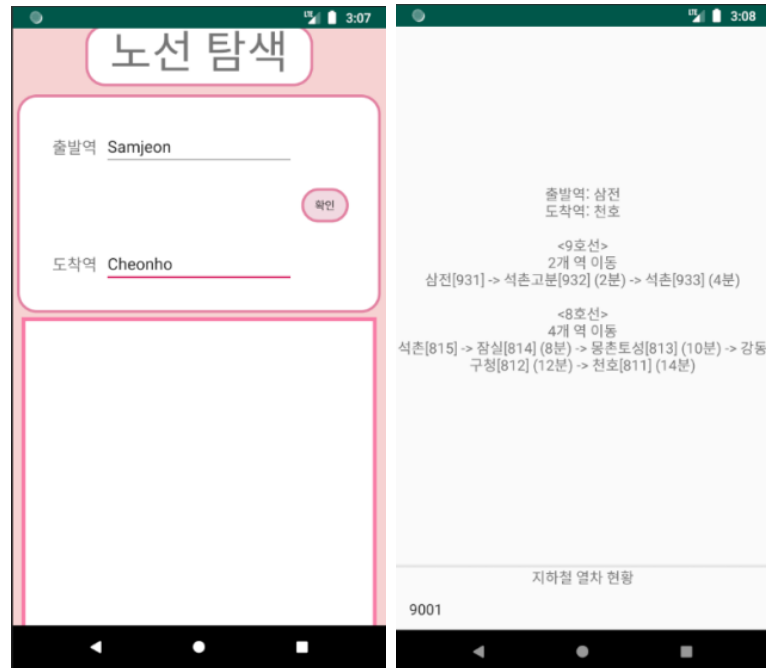 LTE 3:07
노선 탐색
출발역 Samjeon
확인
도착역 Cheonho
LTE 3:08
출발역: 삼전
도착역: 천호
<9호선>
2개 역 이동
삼전[931] -> 석촌고분[932] (2분) -> 석촌[933] (4분)
<8호선>
4개 역 이동
석촌[815] -> 잠실[814] (8분) -> 몽촌토성[813] (10분) -> 강동
구청[812] (12분) -> 천호[811] (14분)
지하철 열차 현황
9001